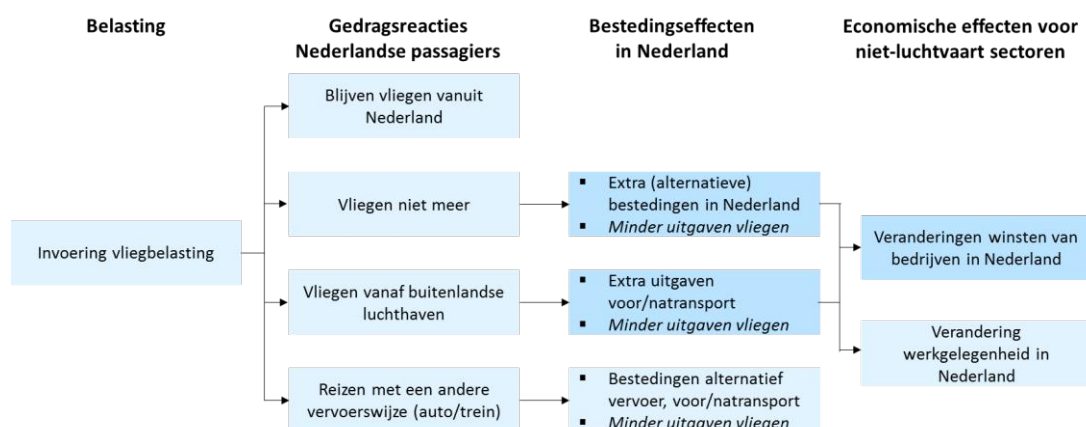 Belasting
Gedragsreacties
Nederlandse passagiers
Bestedingseffecten
in Nederland
Economische effecten voor
niet-luchtvaart sectoren
Invoering vliegbelasting
Blijven vliegen vanuit
Nederland
Vliegen niet meer
Vliegen vanaf buitenlandse
luchthaven
Reizen met een andere
vervoerswijze (auto/trein)
▪ Extra (alternatieve)
bestedingen in Nederland
▪ Minder uitgaven vliegen
▪ Extra uitgaven
voor/natransport
▪ Minder uitgaven vliegen
▪ Bestedingen alternatief
vervoer, voor/natransport
▪ Minder uitgaven vliegen
Veranderingen winsten van
bedrijven in Nederland
Verandering
werkgelegenheid in
Nederland